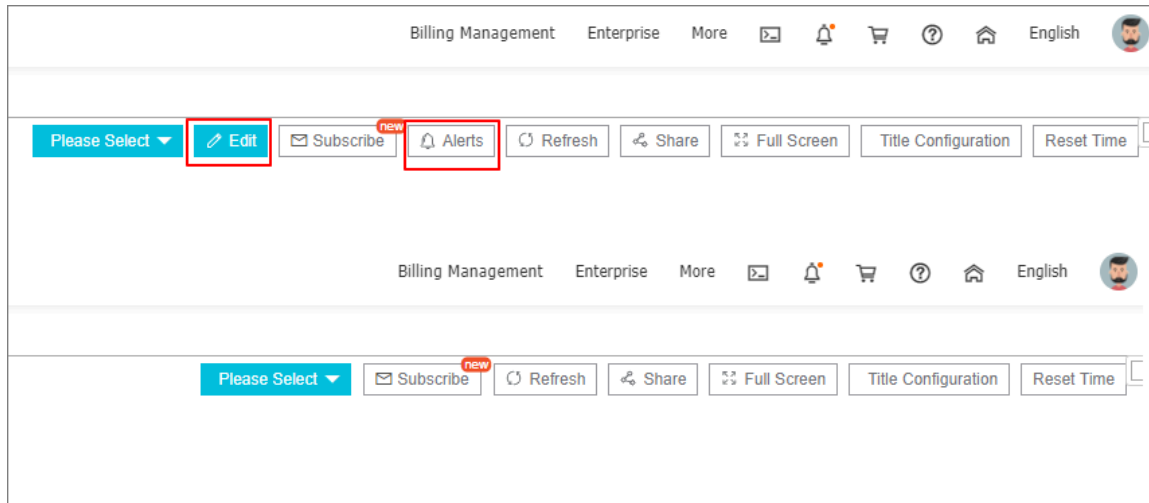 Billing Management Enterprise More English
Please Select Edit Subscribe new Alerts Refresh Share Full Screen Title Configuration Reset Time
Billing Management Enterprise More English
Please Select Subscribe new Refresh Share Full Screen Title Configuration Reset Time